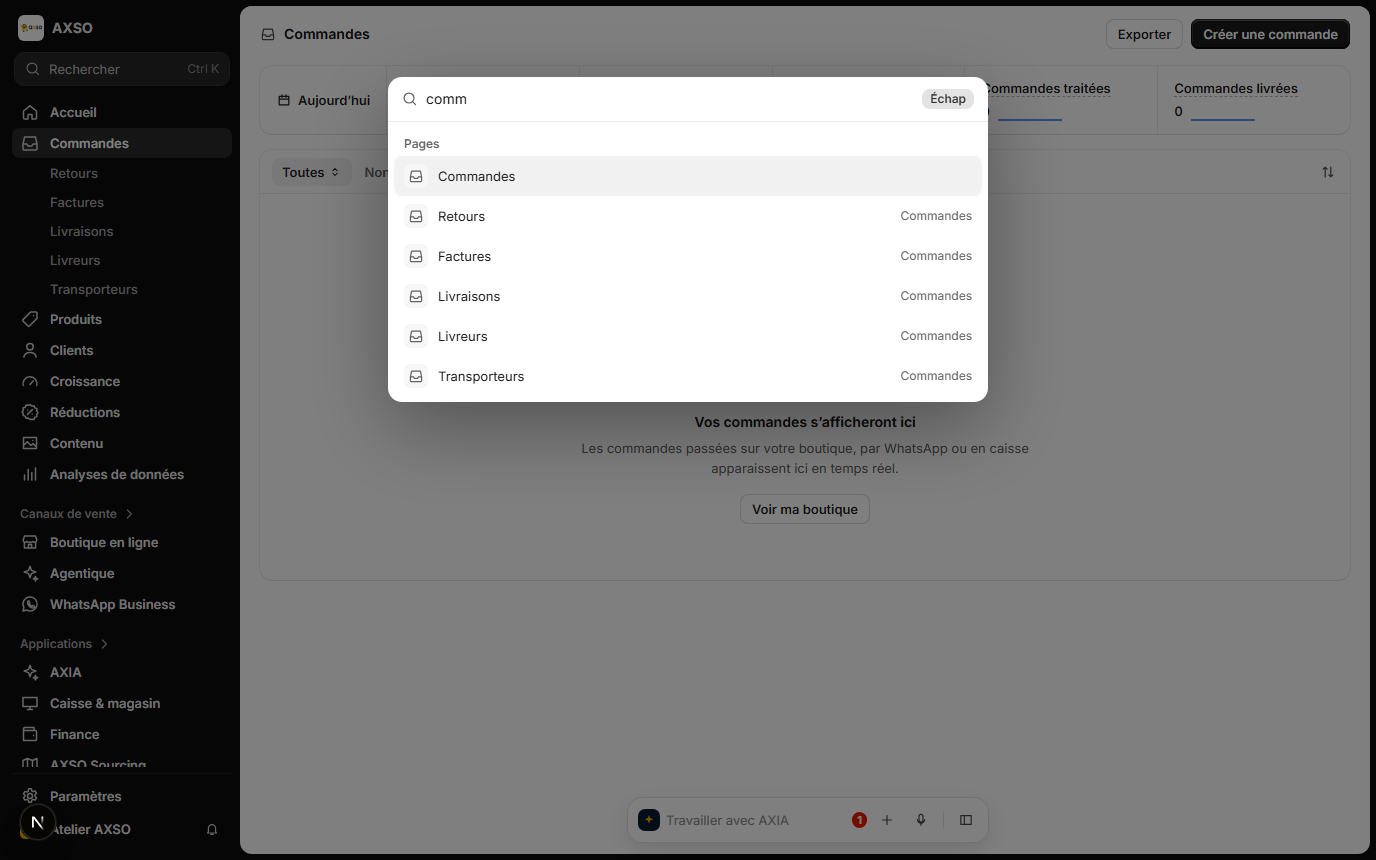 AXSO
Rechercher Ctrl K
Accueil
Commandes
Retours
Factures
Livraisons
Livreurs
Transporteurs
Produits
Clients
Croissance
Réductions
Contenu
Analyses de données
Canaux de vente
Boutique en ligne
Agentique
WhatsApp Business
Applications
AXIA
Caisse & magasin
Finance
AXSO Sourcing
Paramètres
N
Atelier AXSO
Commandes
Exporter
Créer une commande
Aujourd'hui
Commandes traitées
Commandes livrées
0
Toutes
comm
Échap
Pages
Commandes
Retours Commandes
Factures Commandes
Livraisons Commandes
Livreurs Commandes
Transporteurs Commandes
Vos commandes s’afficheront ici
Les commandes passées sur votre boutique, par WhatsApp ou en caisse
apparaissent ici en temps réel.
Voir ma boutique
Travailler avec AXIA 1